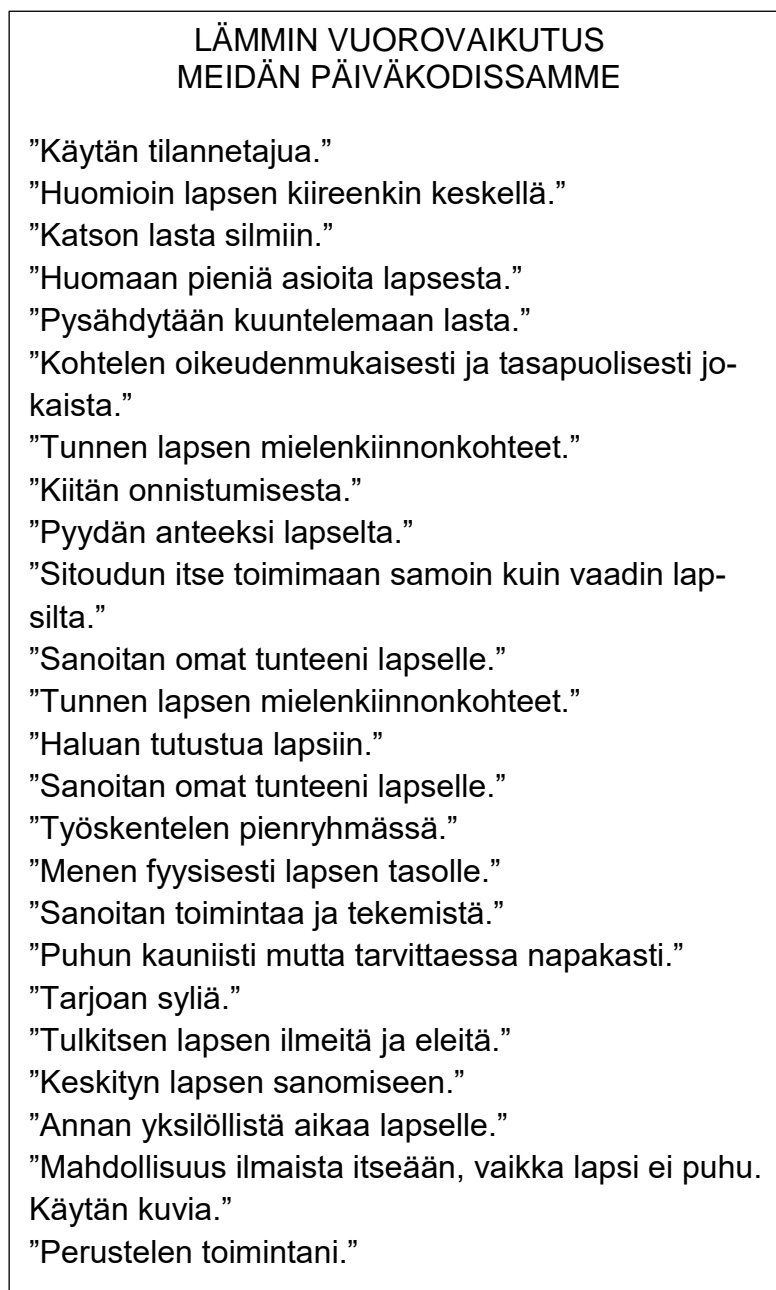 LÄMMIN VUOROVAIKUTUS
MEIDÄN PÄIVÄKODISSAMME
”Käytän tilannetajua.”
”Huomioin lapsen kiireenkin keskellä.”
”Katson lasta silmiin.”
”Huomaan pieniä asioita lapsesta.”
”Pysähdytään kuuntelemaan lasta.”
”Kohtelen oikeudenmukaisesti ja tasapuolisesti jo-
kaista.”
”Tunnen lapsen mielenkiinnonkohteet.”
”Kiitän onnistumisesta.”
”Pyydän anteeksi lapselta.”
”Sitoudun itse toimimaan samoin kuin vaadin lap-
silta.”
”Sanoitan omat tunteeni lapselle.”
”Tunnen lapsen mielenkiinnonkohteet.”
”Haluan tutustua lapsiin.”
”Sanoitan omat tunteeni lapselle.”
”Työskentelen pienryhmässä.”
”Menen fyysisesti lapsen tasolle.”
”Sanoitan toimintaa ja tekemistä.”
”Puhun kauniisti mutta tarvittaessa napakasti.”
”Tarjoan syliä.”
”Tulkitsen lapsen ilmeitä ja eleitä.”
”Keskityn lapsen sanomiseen.”
”Annan yksilöllistä aikaa lapselle.”
”Mahdollisuus ilmaista itseään, vaikka lapsi ei puhu.
Käytän kuvia.”
”Perustelen toimintani.”